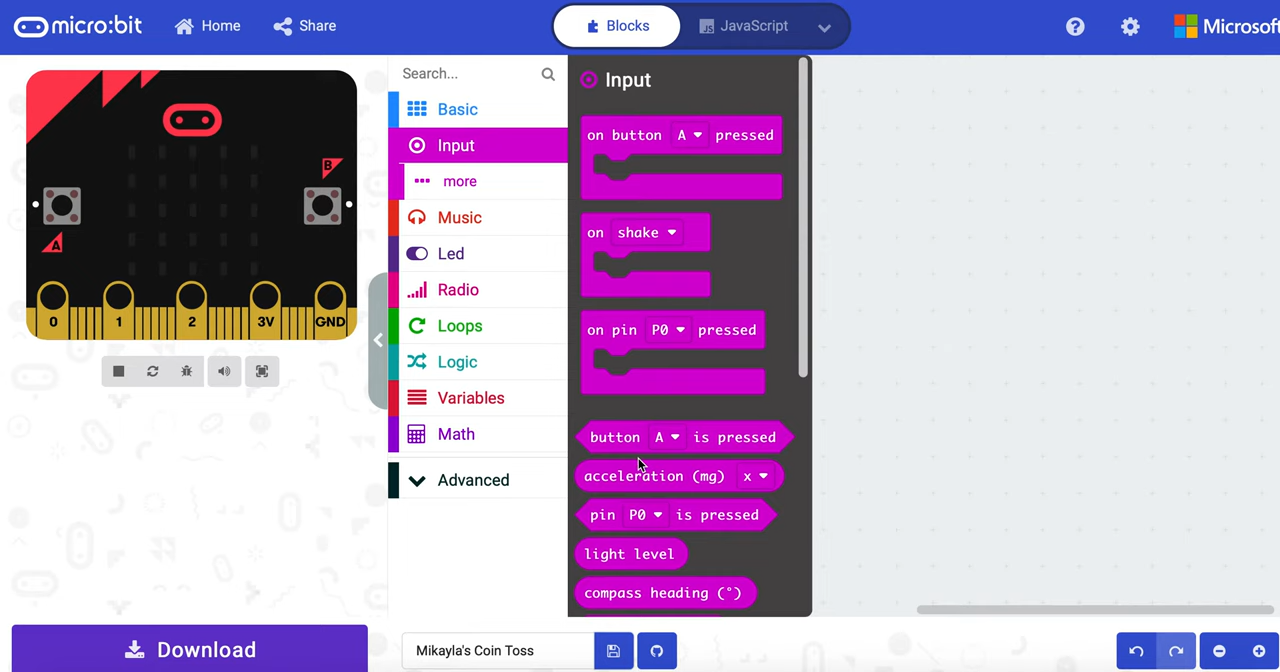 micro:bit Home Share Blocks JavaScript Microsoft
B
A
0 1 2 3V GND
Download
Search...
Basic
Input
more
Music
Led
Radio
Loops
Logic
Variables
Math
Advanced
Input
on button A pressed
on shake
on pin P0 pressed
button A is pressed
acceleration (mg) x
pin P0 is pressed
light level
compass heading (°)
Mikayla's Coin Toss